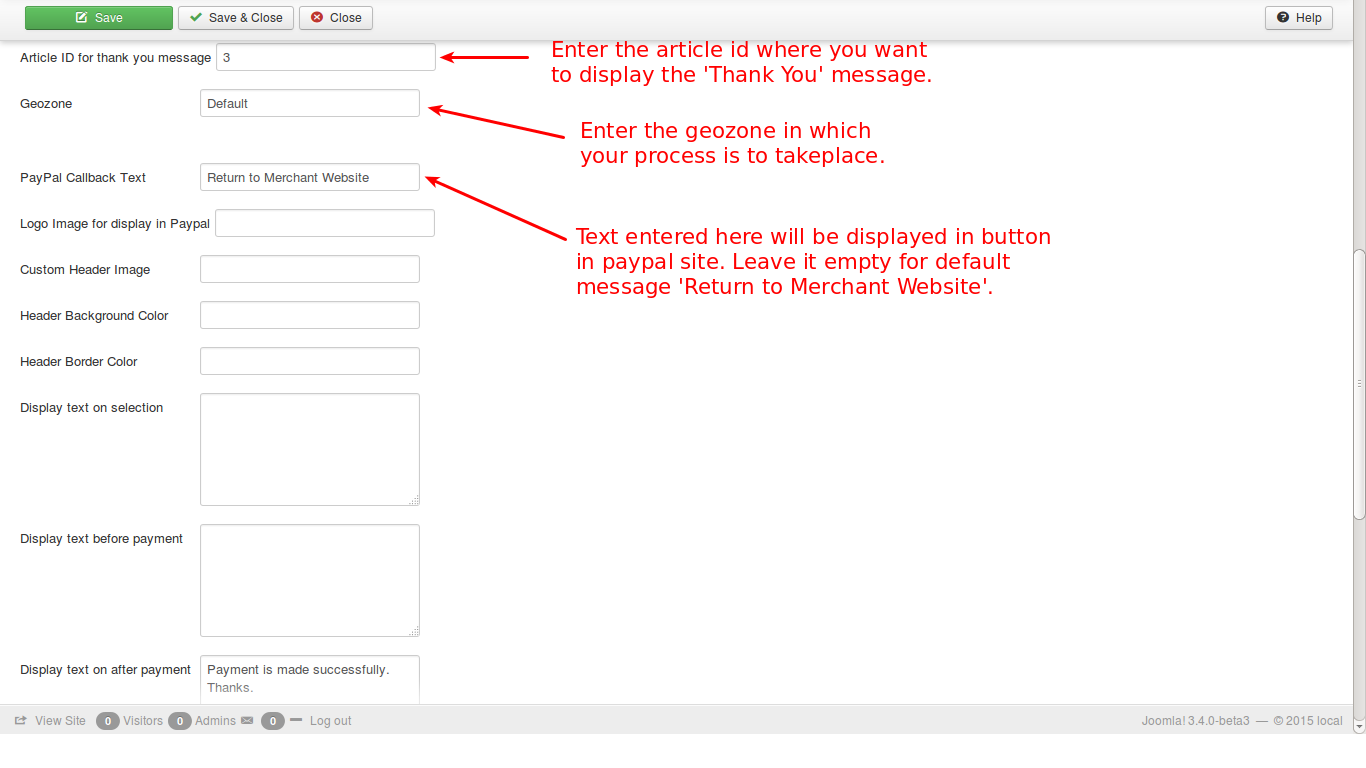 Save
Save & Close
Close
Help
Article ID for thank you message
3
Enter the article id where you want
to display the 'Thank You' message.
Geozone
Default
Enter the geozone in which
your process is to takeplace.
PayPal Callback Text
Return to Merchant Website
Logo Image for display in Paypal
Text entered here will be displayed in button
in paypal site. Leave it empty for default
message 'Return to Merchant Website'.
Custom Header Image
Header Background Color
Header Border Color
Display text on selection
Display text before payment
Display text on after payment
Payment is made successfully.
Thanks.
View Site 0 Visitors 0 Admins 0 Log out
Joomla! 3.4.0-beta3 — © 2015 local